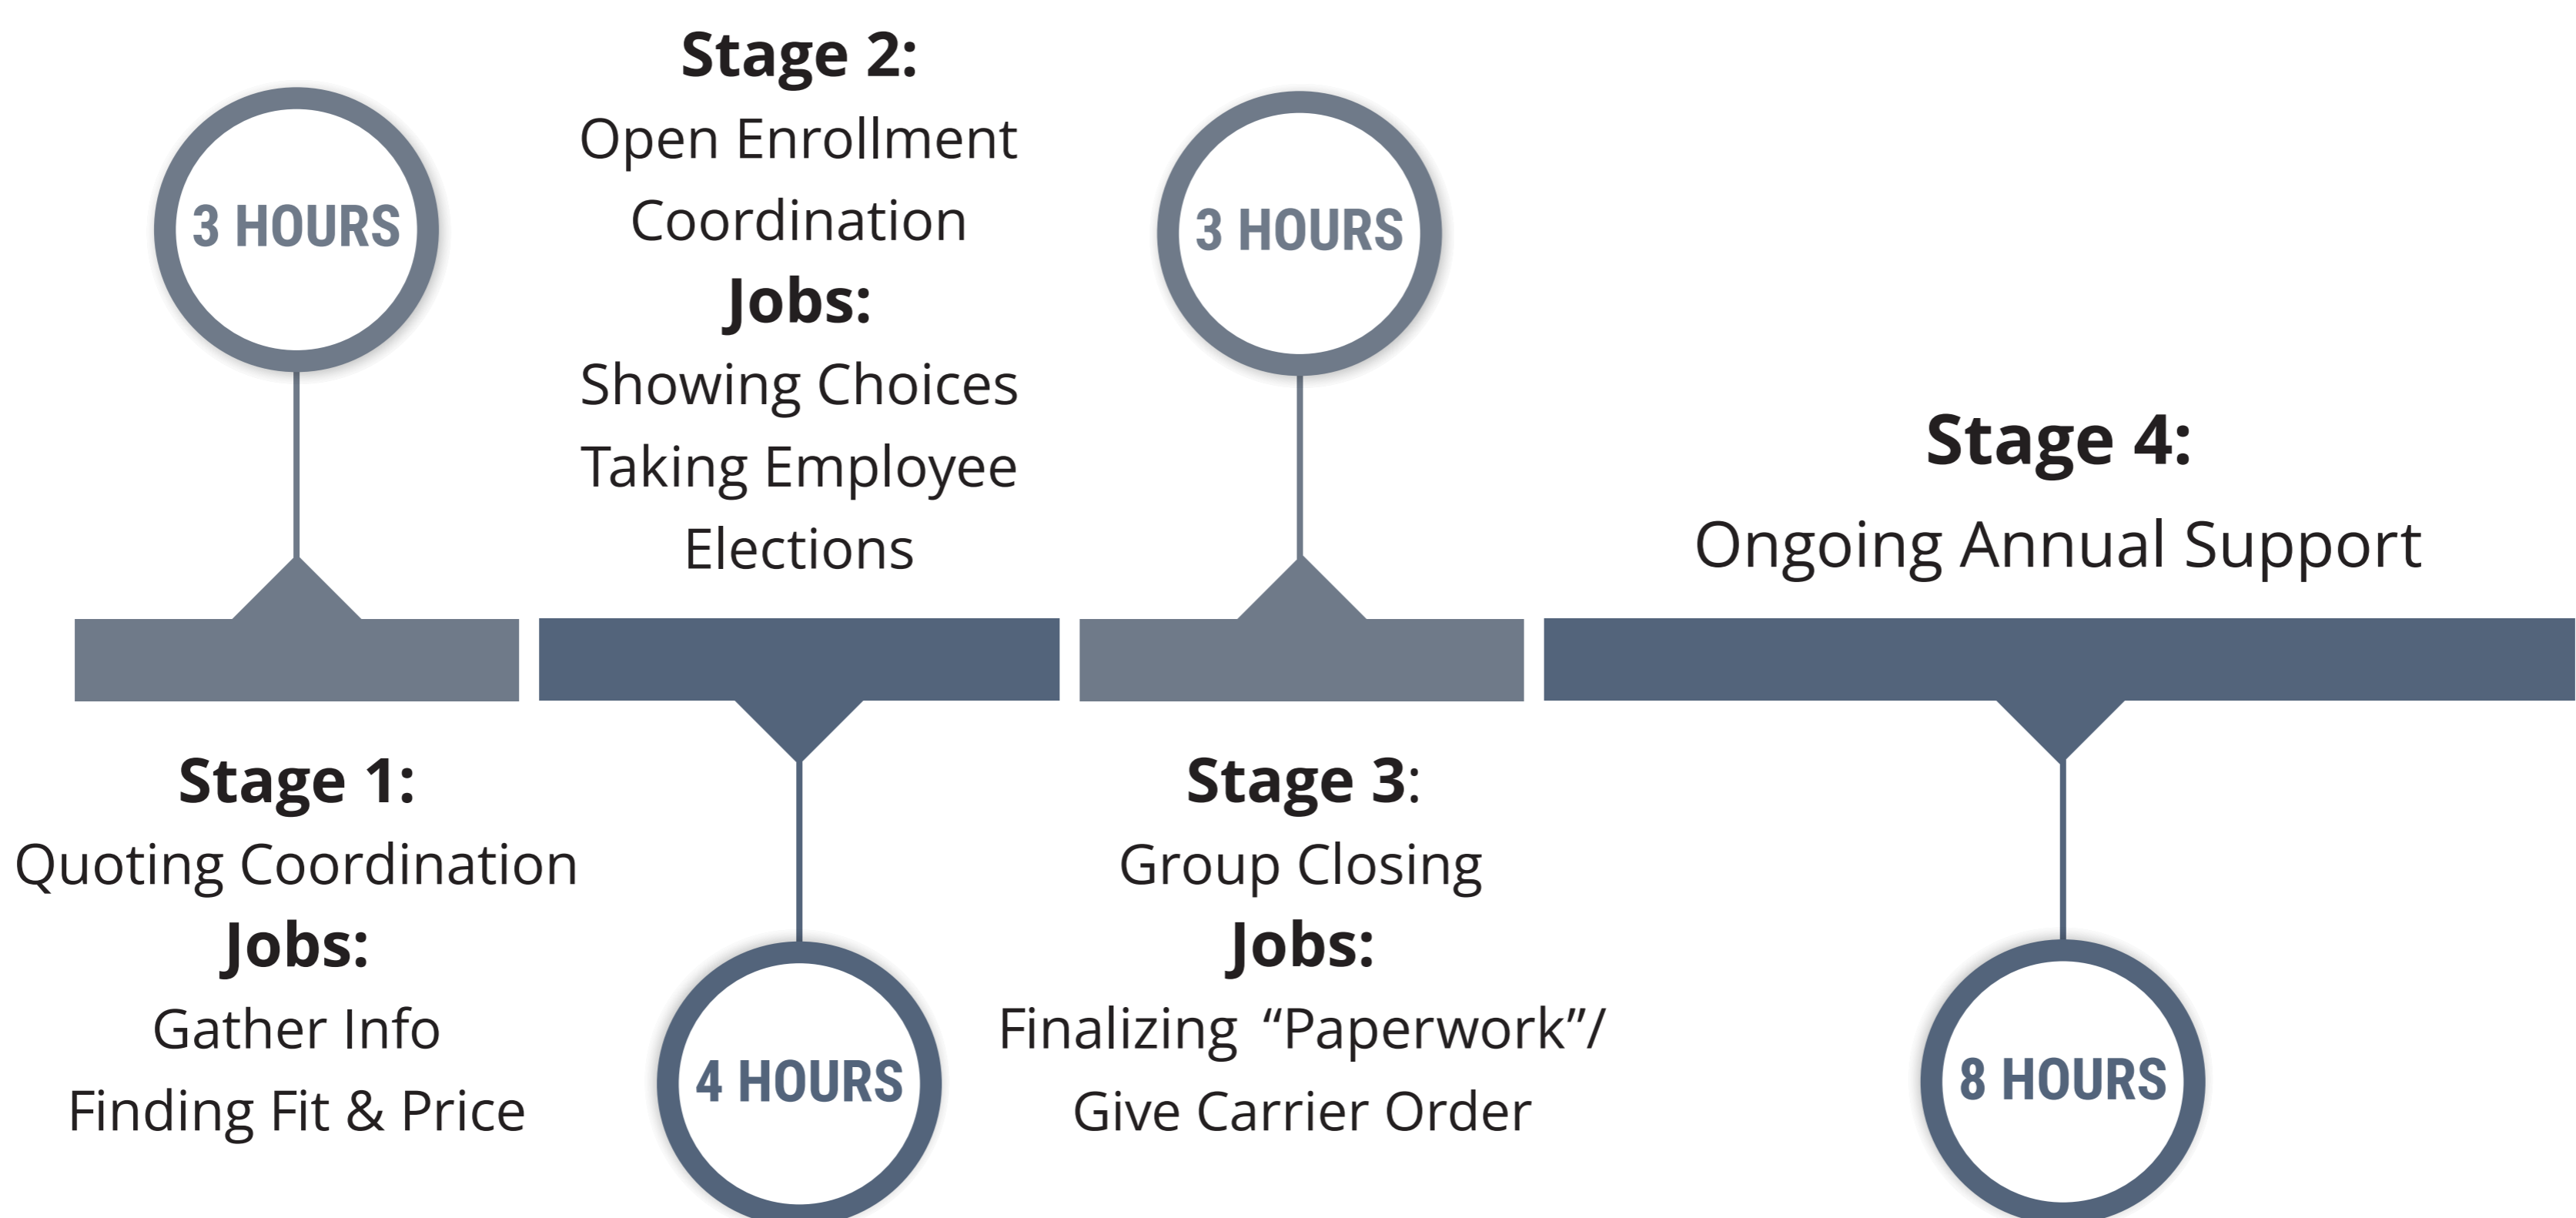 3 HOURS
Stage 1:
Quoting Coordination
Jobs:
Gather Info
Finding Fit & Price
Stage 2:
Open Enrollment
Coordination
Jobs:
Showing Choices
Taking Employee
Elections
4 HOURS
3 HOURS
Stage 3:
Group Closing
Jobs:
Finalizing “Paperwork”/
Give Carrier Order
Stage 4:
Ongoing Annual Support
8 HOURS